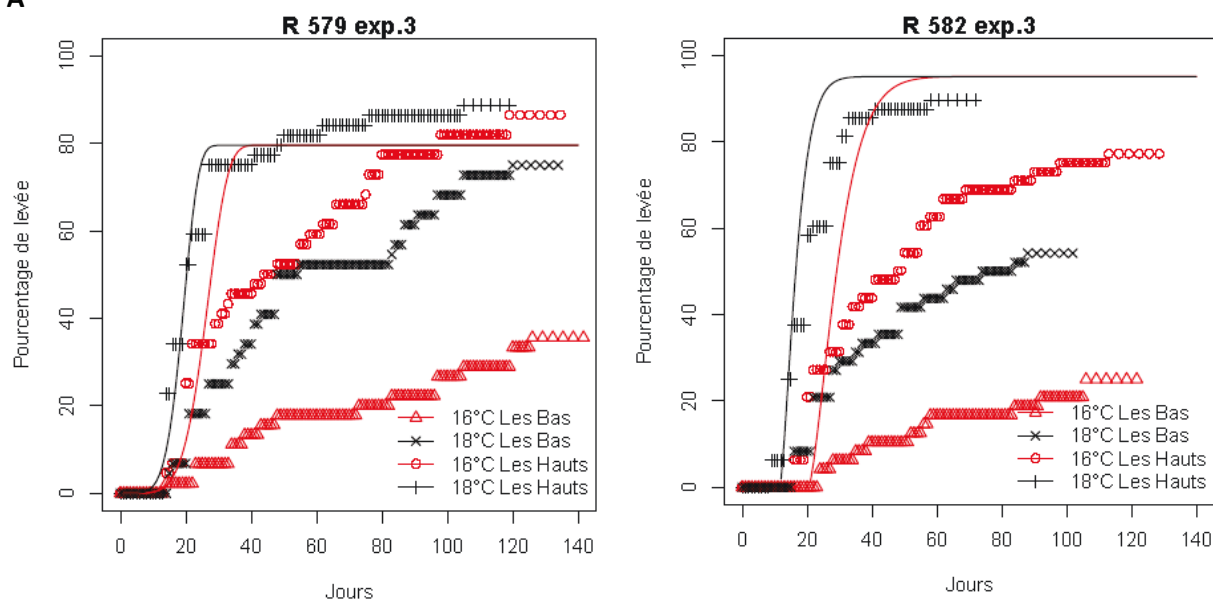 A
R 579 exp.3
Pourcentage de levée
100
80
60
40
20
0
0 20 40 60 80 100 120 140
Jours
16°C Les Bas
18°C Les Bas
16°C Les Hauts
18°C Les Hauts
R 582 exp.3
Pourcentage de levée
100
80
60
40
20
0
0 20 40 60 80 100 120 140
Jours
16°C Les Bas
18°C Les Bas
16°C Les Hauts
18°C Les Hauts